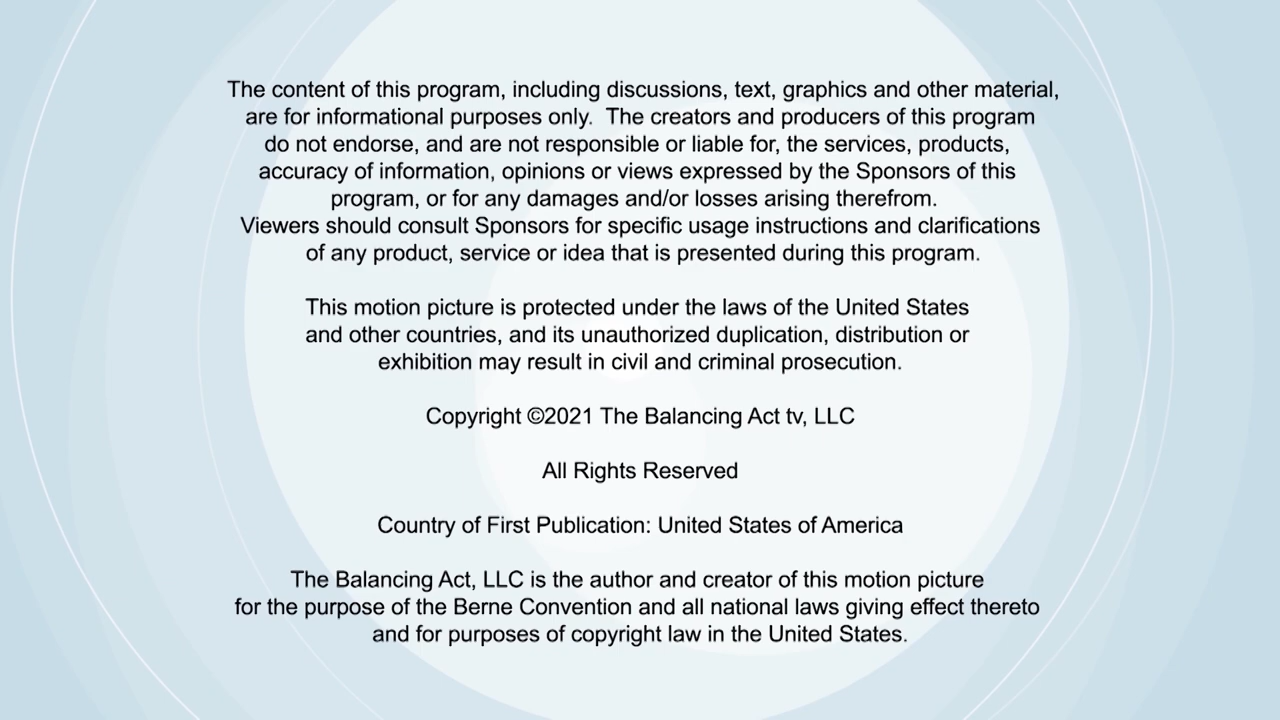 The content of this program, including discussions, text, graphics and other material,
are for informational purposes only.  The creators and producers of this program
do not endorse, and are not responsible or liable for, the services, products,
accuracy of information, opinions or views expressed by the Sponsors of this
program, or for any damages and/or losses arising therefrom.
Viewers should consult Sponsors for specific usage instructions and clarifications
of any product, service or idea that is presented during this program.
This motion picture is protected under the laws of the United States
and other countries, and its unauthorized duplication, distribution or
exhibition may result in civil and criminal prosecution.
Copyright ©2021 The Balancing Act tv, LLC
All Rights Reserved
Country of First Publication: United States of America
The Balancing Act, LLC is the author and creator of this motion picture
for the purpose of the Berne Convention and all national laws giving effect thereto
and for purposes of copyright law in the United States.